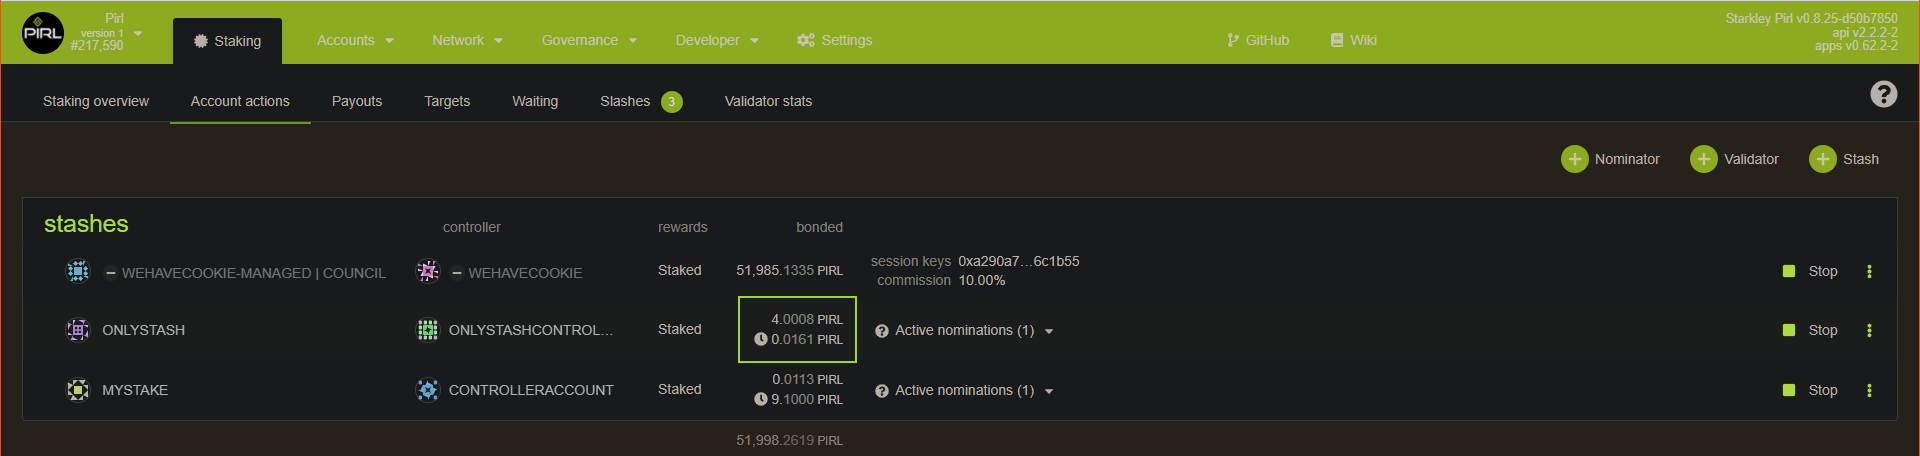 PIRL
Pirl
version 1
#217,590
Staking
Accounts
Network
Governance
Developer
Settings
GitHub
Wiki
Starkley Pirl v0.8.25-d50b7850
api v2.2.2-2
apps v0.62.2-2
Staking overview
Account actions
Payouts
Targets
Waiting
Slashes 3
Validator stats
?
+ Nominator
+ Validator
+ Stash
stashes controller rewards bonded
WEHAVECOOKIE-MANAGED | COUNCIL WEHAVECOOKIE Staked 51,985.1335 PIRL session keys 0xa290a7…6c1b55
commission 10.00%
Stop
ONLYSTASH ONLYSTASHCONTROL… Staked 4.0008 PIRL
0.0161 PIRL
? Active nominations (1) Stop
MYSTAKE CONTROLLERACCOUNT Staked 0.0113 PIRL
9.1000 PIRL
? Active nominations (1) Stop
51,998.2619 PIRL